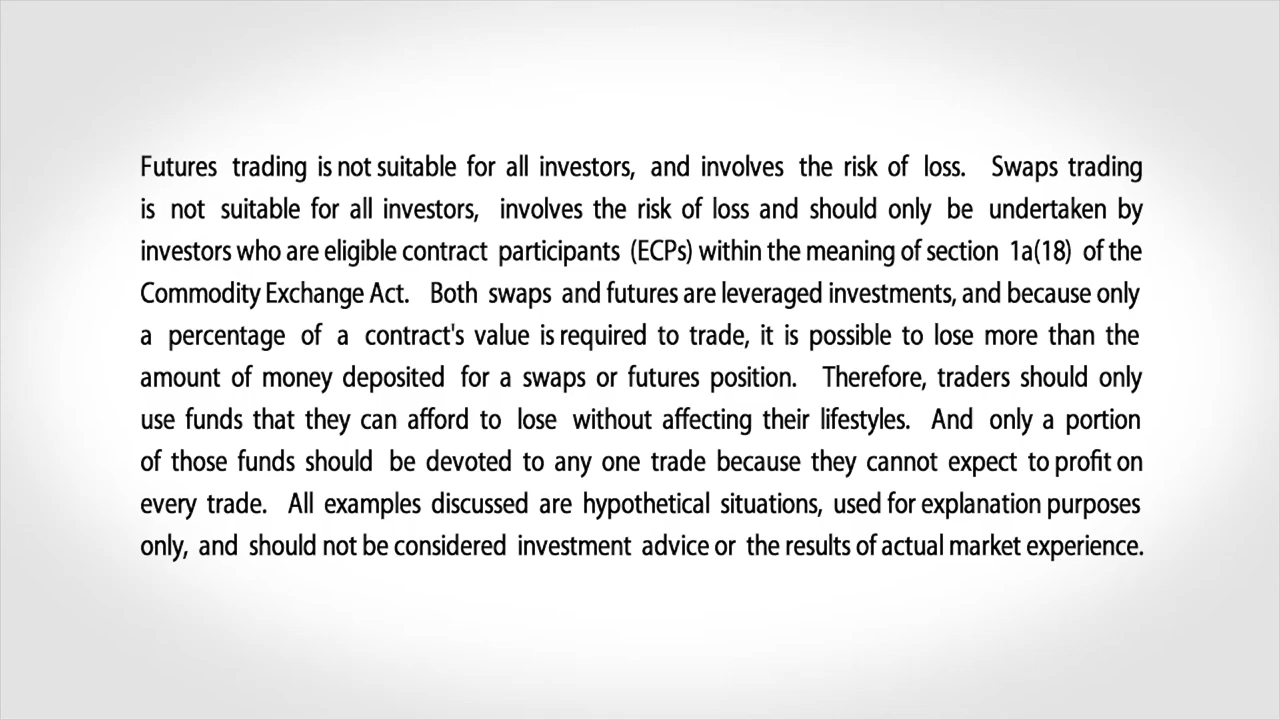 Futures trading is not suitable for all investors, and involves the risk of loss. Swaps trading
is not suitable for all investors, involves the risk of loss and should only be undertaken by
investors who are eligible contract participants (ECPs) within the meaning of section 1a(18) of the
Commodity Exchange Act. Both swaps and futures are leveraged investments, and because only
a percentage of a contract's value is required to trade, it is possible to lose more than the
amount of money deposited for a swaps or futures position. Therefore, traders should only
use funds that they can afford to lose without affecting their lifestyles. And only a portion
of those funds should be devoted to any one trade because they cannot expect to profit on
every trade. All examples discussed are hypothetical situations, used for explanation purposes
only, and should not be considered investment advice or the results of actual market experience.